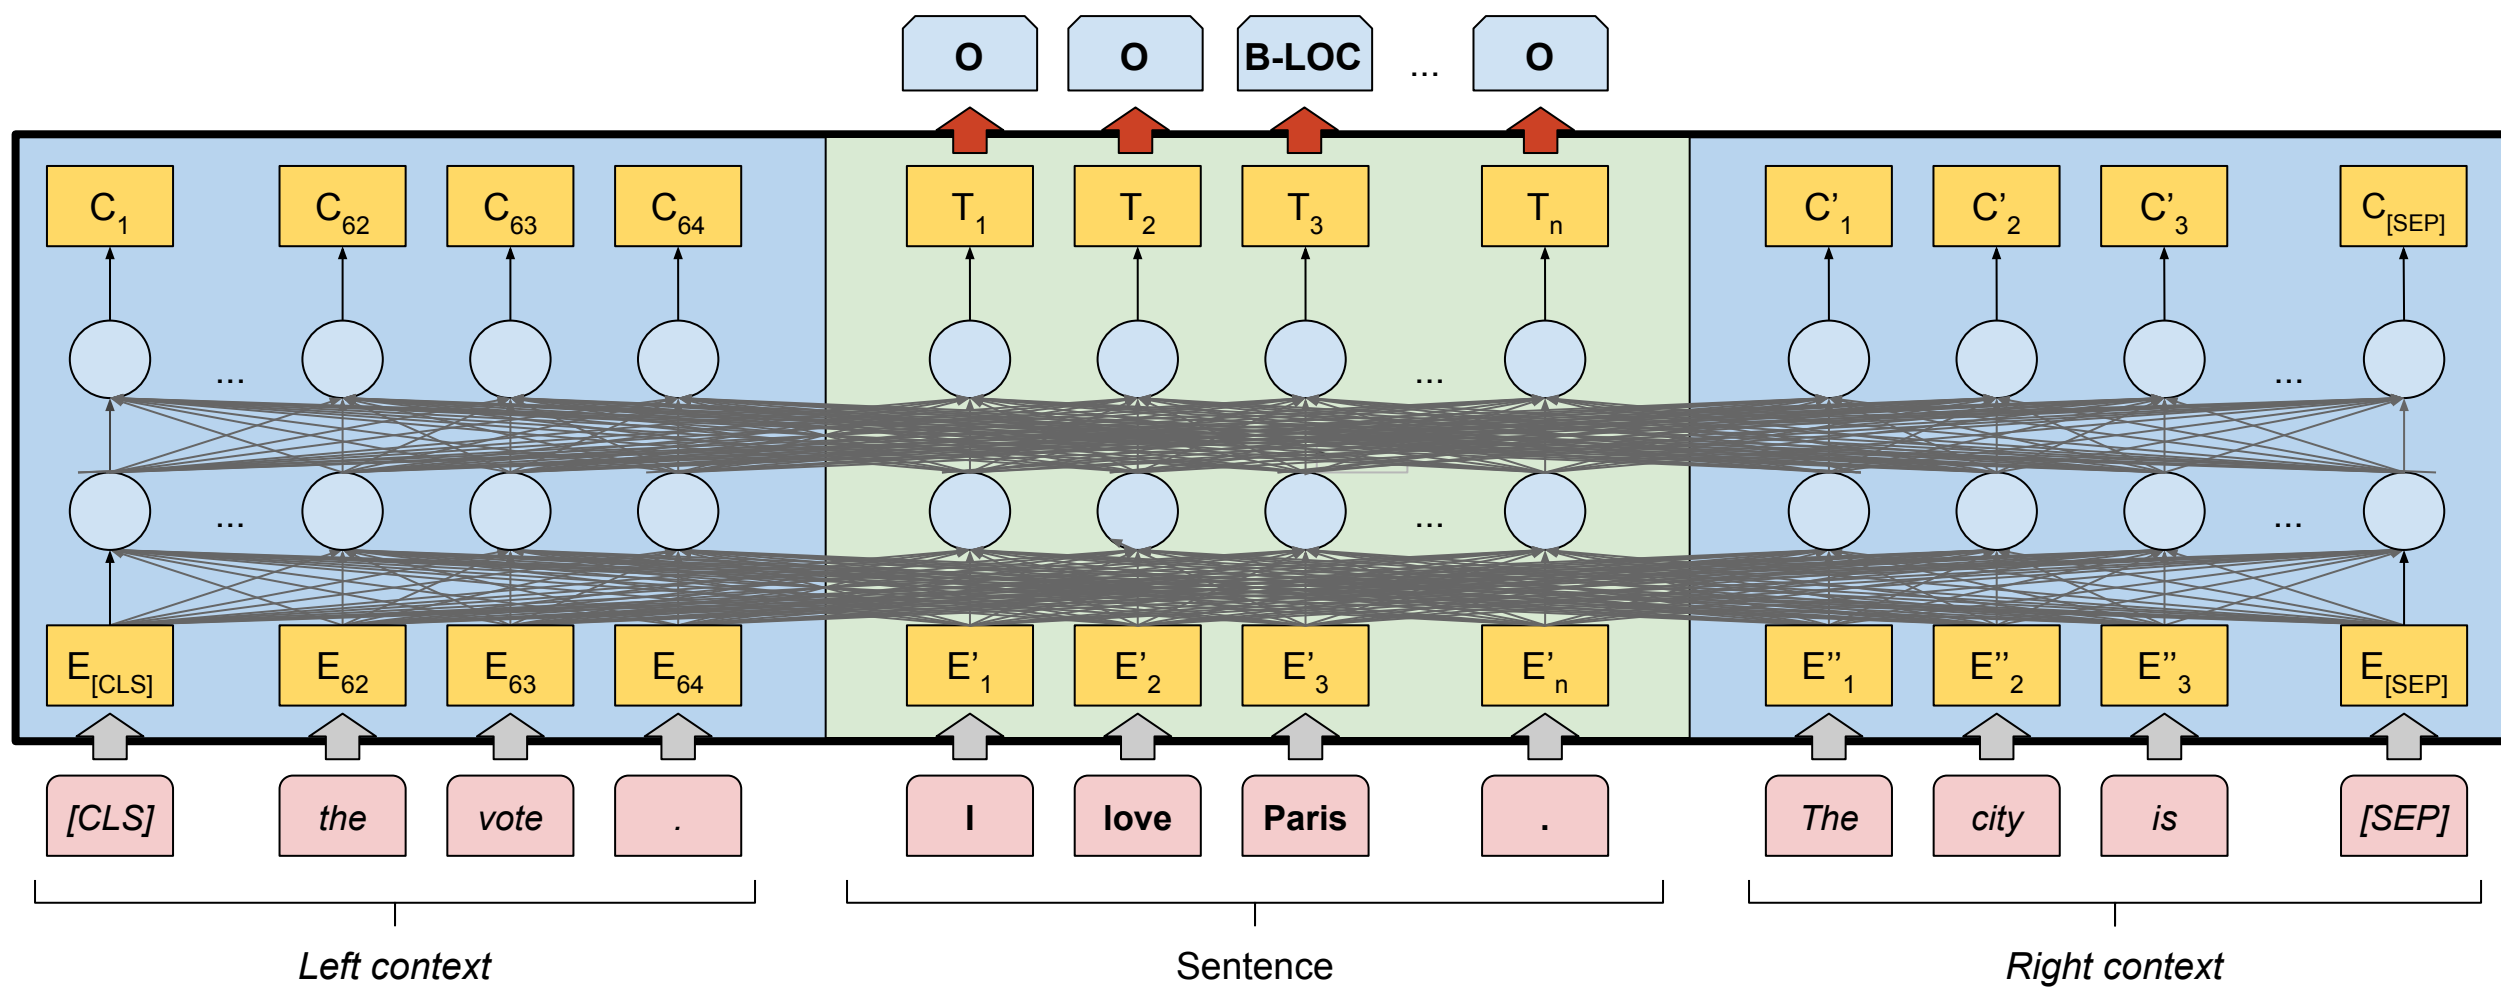 O O B-LOC ... O
C1 C62 C63 C64 T1 T2 T3 Tn C’1 C’2 C’3 C[SEP]
... ... ...
... ... ...
E[CLS] E62 E63 E64 E’1 E’2 E’3 E’n E’’1 E’’2 E’’3 E[SEP]
[CLS] the vote . I love Paris . The city is [SEP]
Left context Sentence Right context